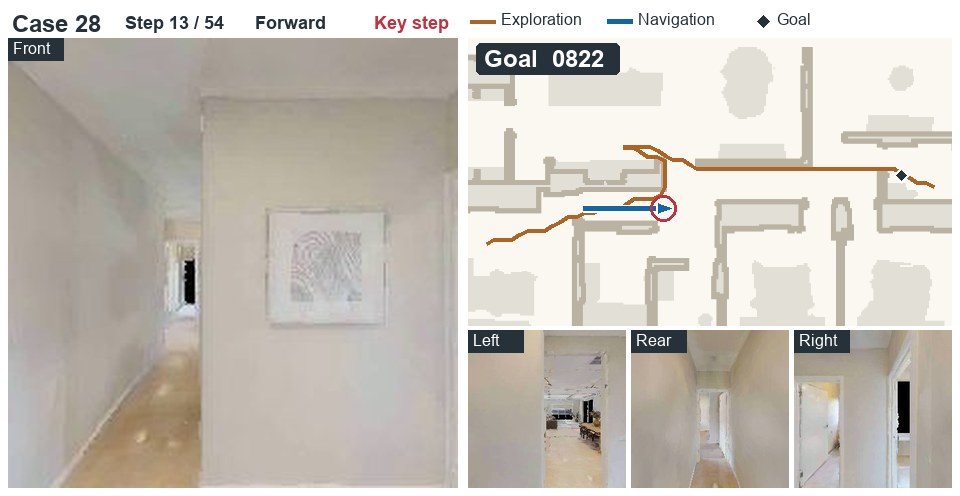 Case 28 Step 13 / 54 Forward Key step
Exploration Navigation Goal
Front
Goal 0822
Left Rear Right